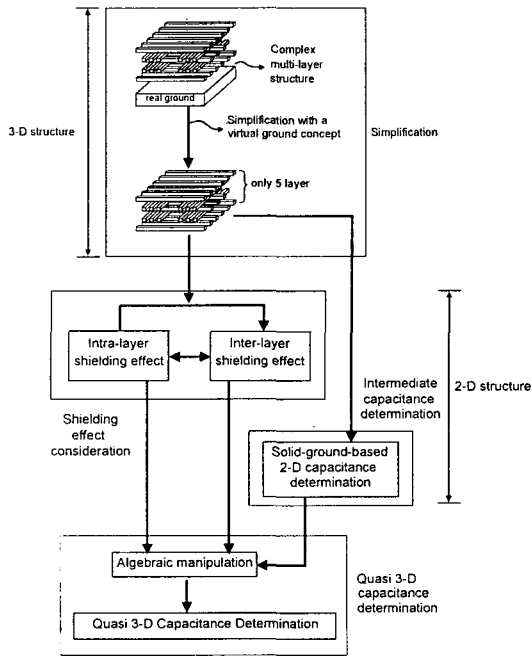 Complex
multi-layer
structure
real ground
3-D structure
Simplification with a
virtual ground concept
Simplification
only 5 layer
Intra-layer
shielding effect
Inter-layer
shielding effect
Shielding
effect
consideration
Intermediate
capacitance
determination
2-D structure
Solid-ground-based
2-D capacitance
determination
Algebraic manipulation
Quasi 3-D Capacitance Determination
Quasi 3-D
capacitance
determination